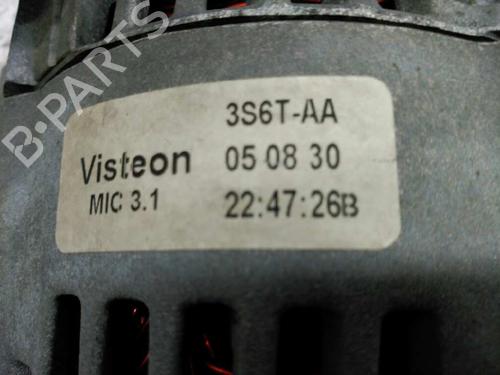 B-PARTS
3S6T-AA
Visteon 05 08 30
MIC 3.1 22:47:26B